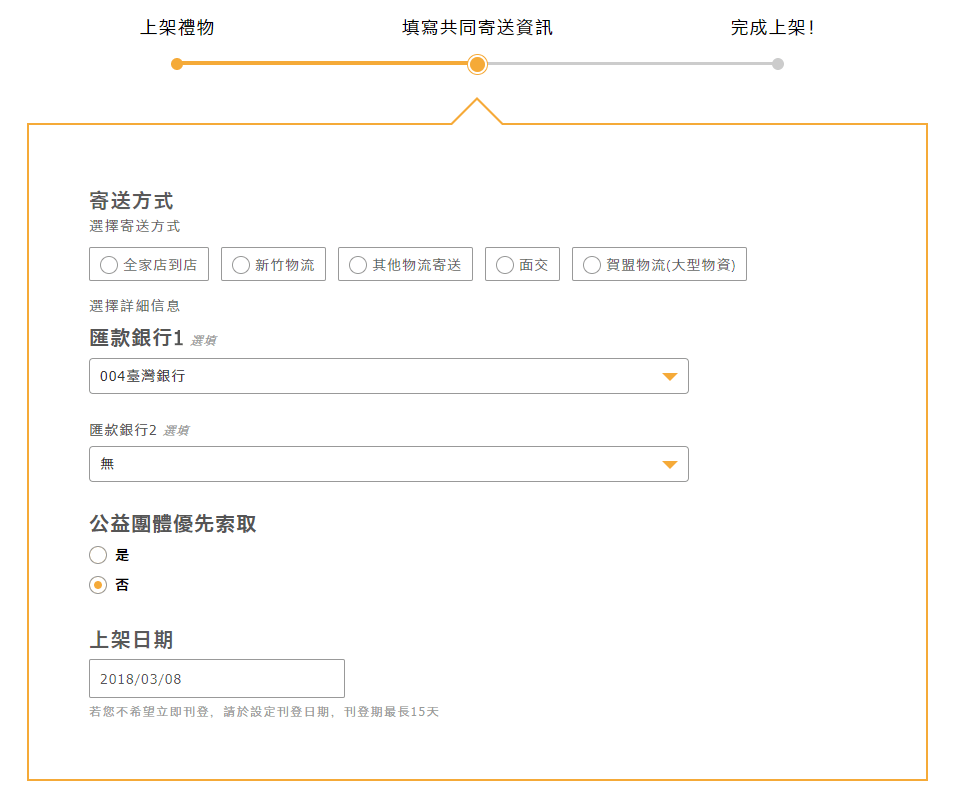 上架禮物 填寫共同寄送資訊 完成上架!
寄送方式
選擇寄送方式
全家店到店 新竹物流 其他物流寄送 面交 賀盟物流(大型物資)
選擇詳細信息
匯款銀行1 選填
004臺灣銀行
匯款銀行2 選填
無
公益團體優先索取
是
否
上架日期
2018/03/08
若您不希望立即刊登，請於設定刊登日期，刊登期最長15天